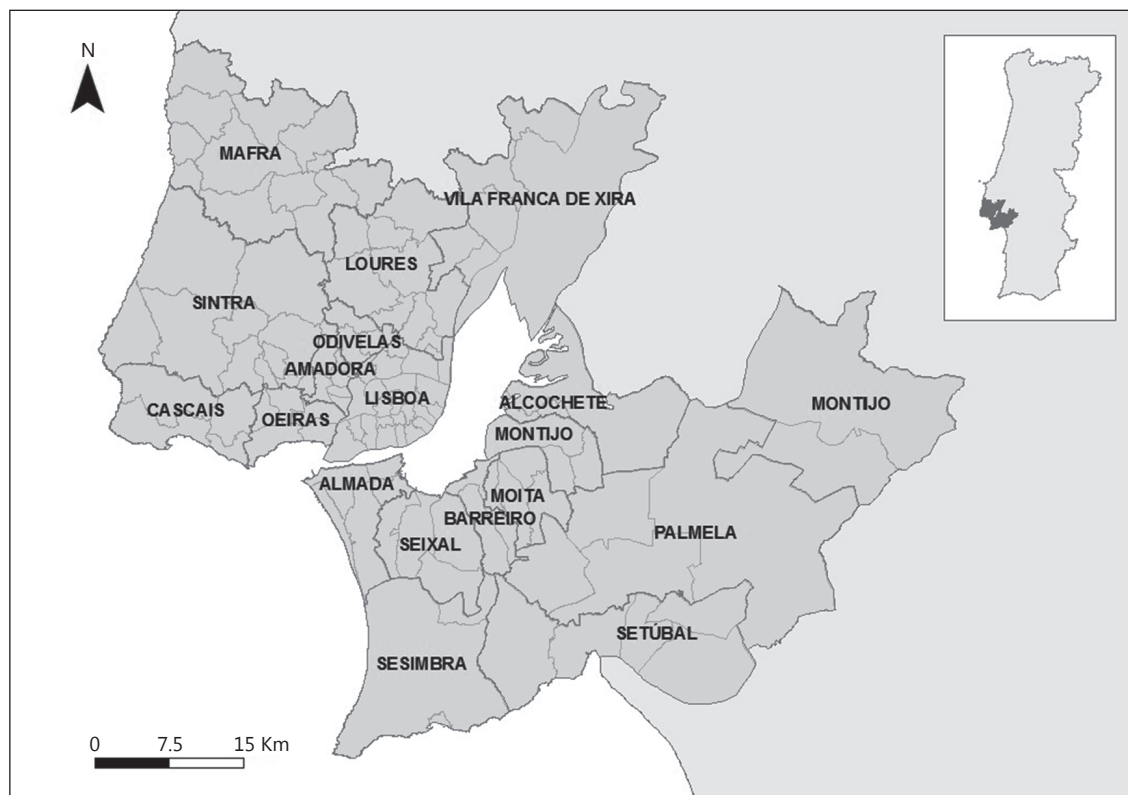 N
MAFRA
VILA FRANCA DE XIRA
LOURES
SINTRA
ODIVELAS
AMADORA
LISBOA
CASCAIS
OEIRAS
ALCOCHETE
MONTIJO
MONTIJO
ALMADA
MOITA
BARREIRO
SEIXAL
PALMELA
SETÚBAL
SESIMBRA
0 7.5 15 Km